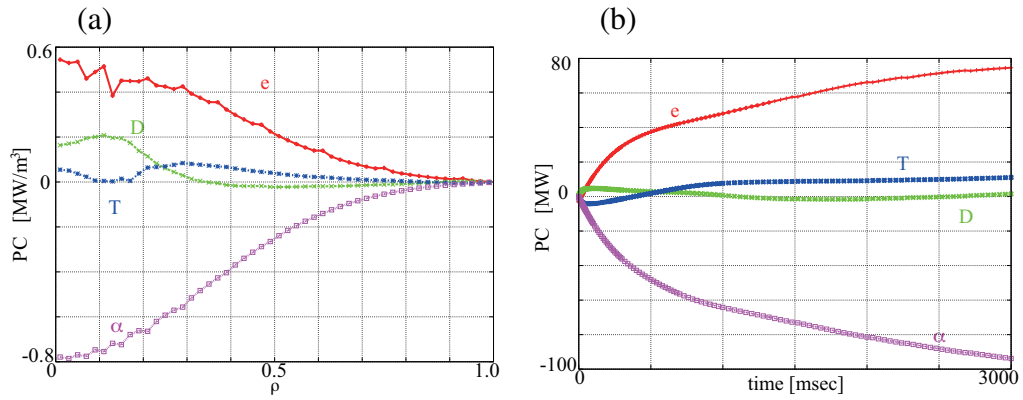 (a)
0.6
0
-0.8
PC [MW/m³]
e
D
T
α
0
0.5
1.0
ρ
(b)
80
0
-100
PC [MW]
e
T
D
α
0
time [msec]
3000